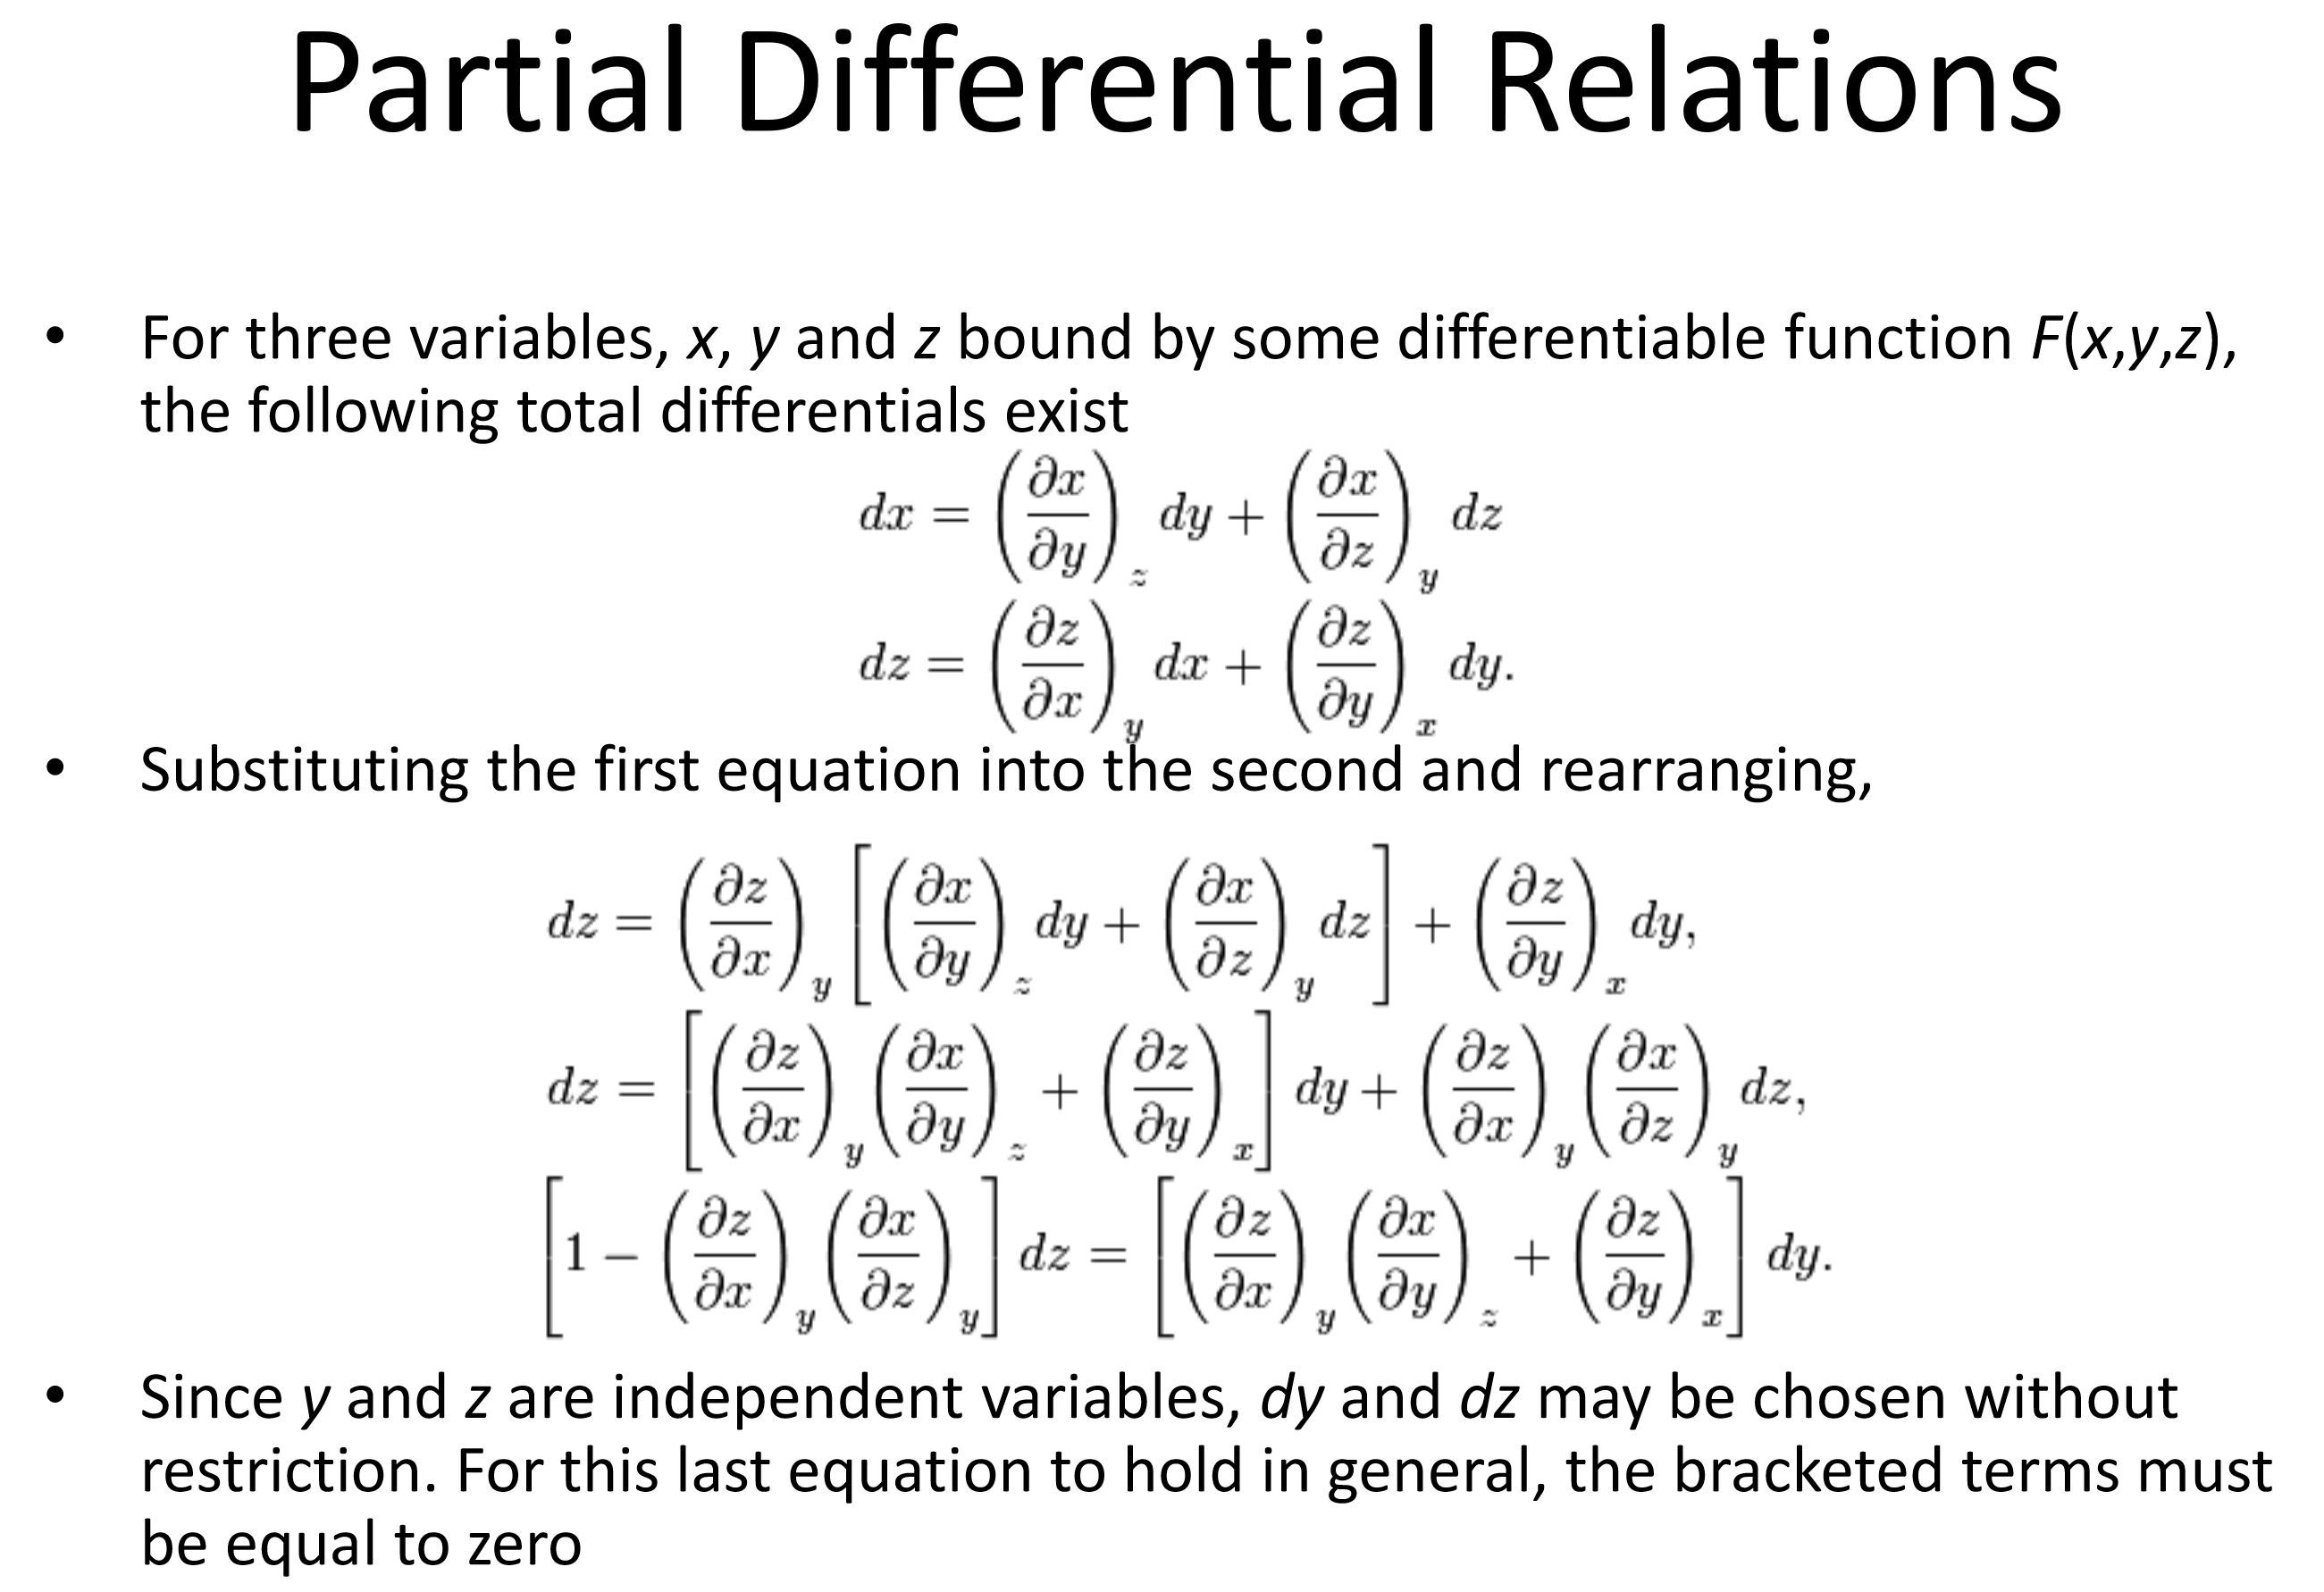 Partial Differential Relations
• For three variables, x, y and z bound by some differentiable function F(x,y,z),
the following total differentials exist
$dx = \left(\frac{\partial x}{\partial y}\right)_z dy + \left(\frac{\partial x}{\partial z}\right)_y dz$
$dz = \left(\frac{\partial z}{\partial x}\right)_y dx + \left(\frac{\partial z}{\partial y}\right)_x dy.$
• Substituting the first equation into the second and rearranging,
$dz = \left(\frac{\partial z}{\partial x}\right)_y \left[\left(\frac{\partial x}{\partial y}\right)_z dy + \left(\frac{\partial x}{\partial z}\right)_y dz\right] + \left(\frac{\partial z}{\partial y}\right)_x dy,$
$dz = \left[\left(\frac{\partial z}{\partial x}\right)_y \left(\frac{\partial x}{\partial y}\right)_z + \left(\frac{\partial z}{\partial y}\right)_x\right] dy + \left(\frac{\partial z}{\partial x}\right)_y \left(\frac{\partial x}{\partial z}\right)_y dz,$
$\left[1 - \left(\frac{\partial z}{\partial x}\right)_y \left(\frac{\partial x}{\partial z}\right)_y\right] dz = \left[\left(\frac{\partial z}{\partial x}\right)_y \left(\frac{\partial x}{\partial y}\right)_z + \left(\frac{\partial z}{\partial y}\right)_x\right] dy.$
• Since y and z are independent variables, dy and dz may be chosen without
restriction. For this last equation to hold in general, the bracketed terms must
be equal to zero